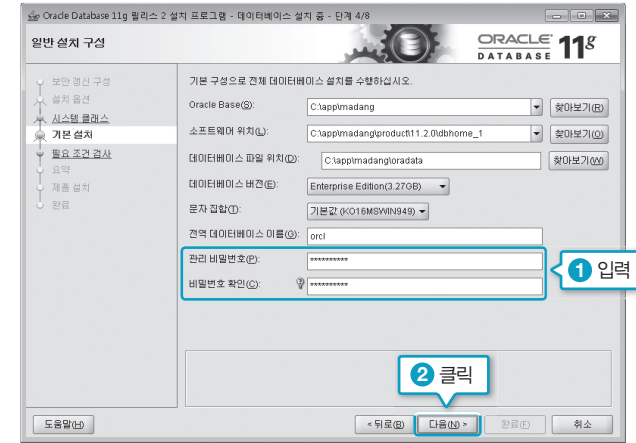 Oracle Database 11g 릴리스 2 설치 프로그램 - 데이터베이스 설치 중 - 단계 4/8
일반 설치 구성
ORACLE DATABASE 11g
보안 갱신 구성
설치 옵션
시스템 클래스
기본 설치
필요 조건 검사
요약
제품 설치
완료
기본 구성으로 전체 데이터베이스 설치를 수행하십시오.
Oracle Base(S): C:\app\madang 찾아보기(R)
소프트웨어 위치(L): C:\app\madang\product\11.2.0\dbhome_1 찾아보기(O)
데이터베이스 파일 위치(D): C:\app\madang\oradata 찾아보기(W)
데이터베이스 버전(E): Enterprise Edition(3.27GB)
문자 집합(T): 기본값 (KO16MSWIN949)
전역 데이터베이스 이름(G): orcl
관리 비밀번호(P): **********
1 입력
비밀번호 확인(C): **********
2 클릭
도움말(H) < 뒤로(B) 다음(N) > 완료(F) 취소